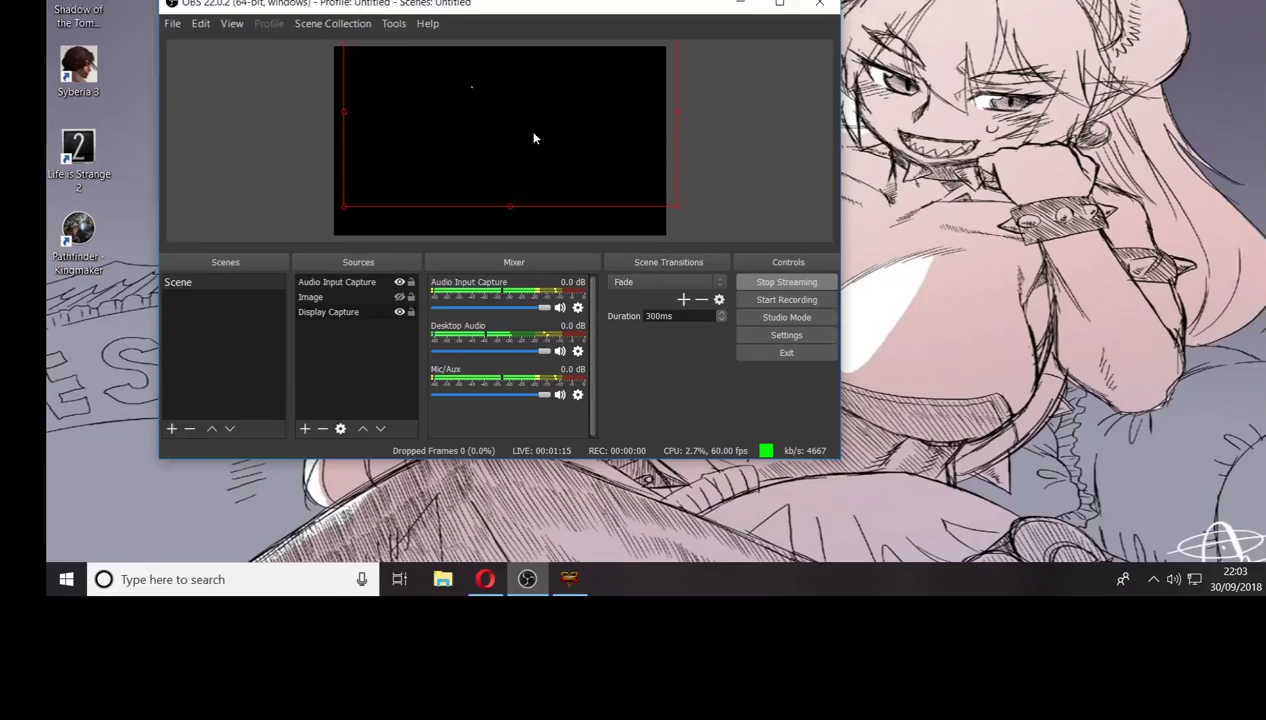 Shadow of
the Tom...
Syberia 3
Life is Strange
2
Pathfinder -
Kingmaker
OBS 22.0.2 (64-bit, windows) - Profile: Untitled - Scenes: Untitled
File Edit View Profile Scene Collection Tools Help
Scenes Sources Mixer Scene Transitions Controls
Scene
Audio Input Capture
Image
Display Capture
Audio Input Capture 0.0 dB
Desktop Audio 0.0 dB
Mic/Aux 0.0 dB
Fade
Duration 300ms
Stop Streaming
Start Recording
Studio Mode
Settings
Exit
Dropped Frames 0 (0.0%) LIVE: 00:01:15 REC: 00:00:00 CPU: 2.7%, 60.00 fps kb/s: 4667
Type here to search
22:03
30/09/2018